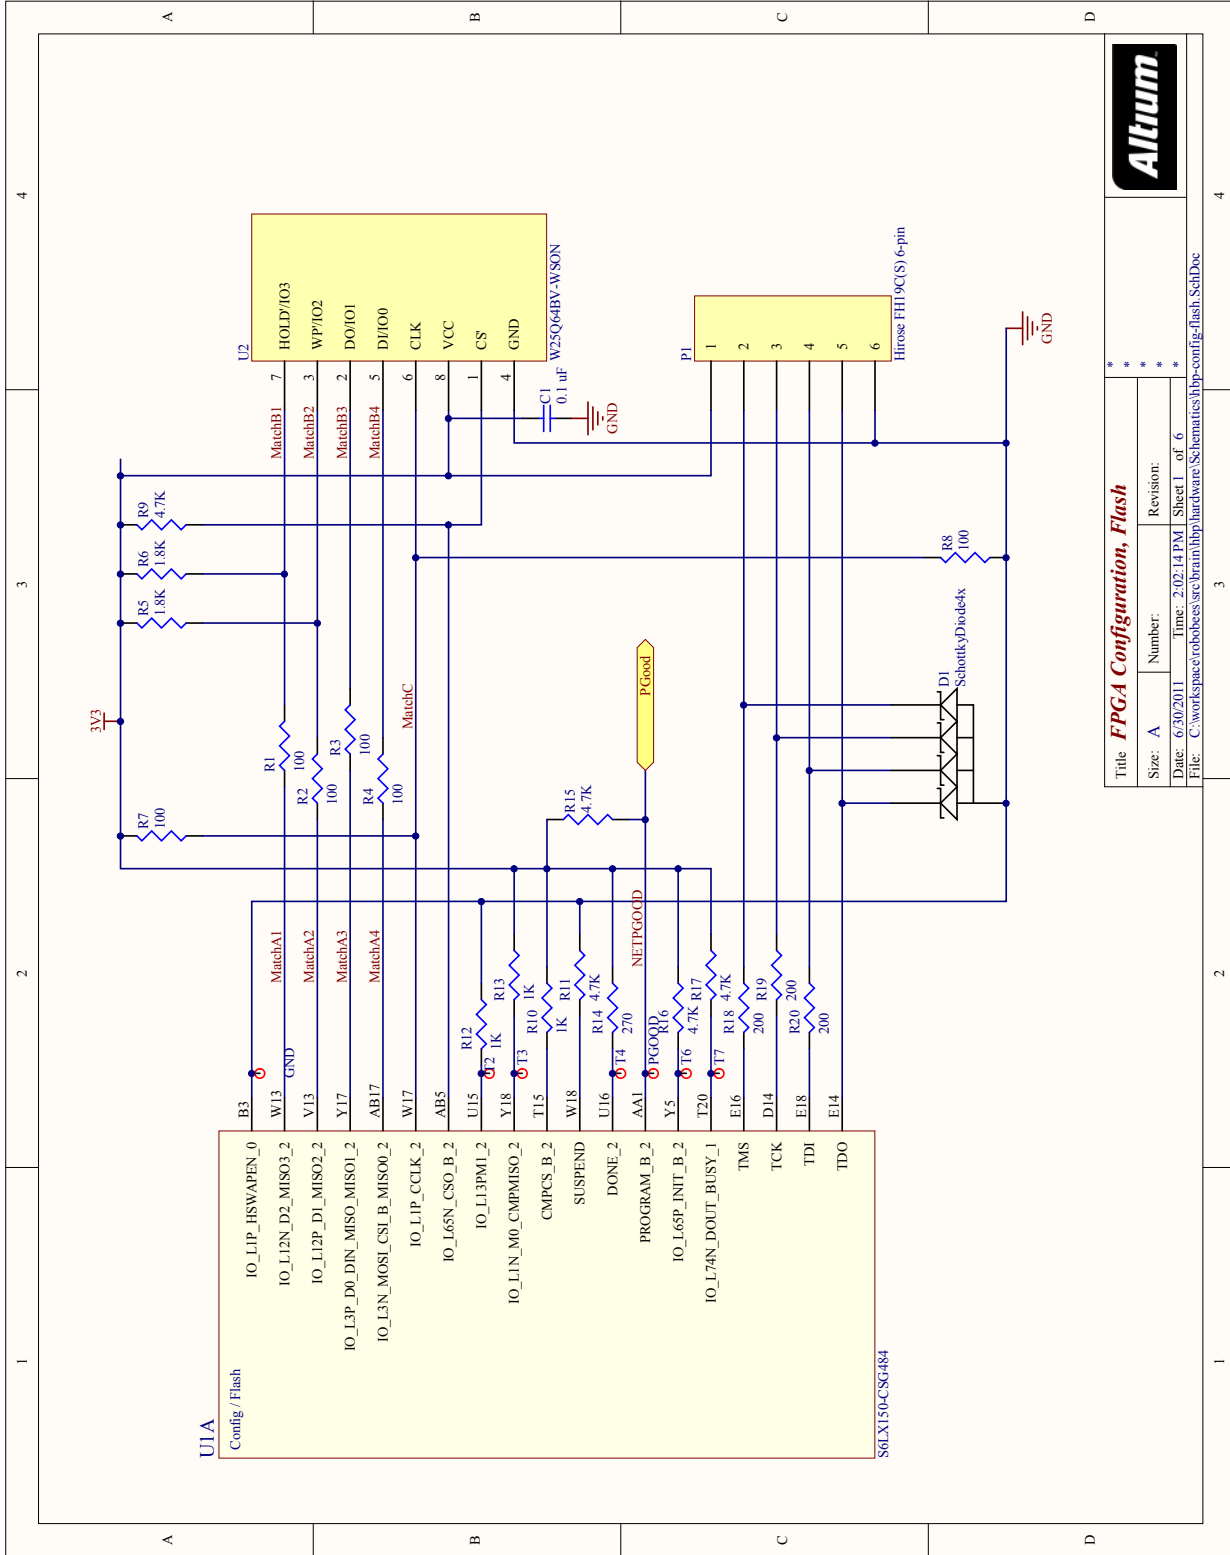 U1A
Config / Flash
S6LX150-CSG484
IO_L1P_HSWAPEN_0
IO_L12N_D2_MISO3_2
IO_L12P_D1_MISO2_2
IO_L3P_D0_DIN_MISO_MISO1_2
IO_L3N_MOSI_CSI_B_MISO0_2
IO_L1P_CCLK_2
IO_L65N_CSO_B_2
IO_L13PM1_2
IO_L1N_M0_CMPMISO_2
CMPCS_B_2
SUSPEND
DONE_2
PROGRAM_B_2
IO_L65P_INIT_B_2
IO_L74N_DOUT_BUSY_1
TMS
TCK
TDI
TDO
B3
W13
V13
Y17
AB17
W17
AB5
U15
Y18
T15
W18
U16
AA1
Y5
T20
E16
D14
E18
E14
GND
T2
T3
T4
PGOOD
T6
T7
MatchA1
MatchA2
MatchA3
MatchA4
R12
1K
R13
1K
R10
1K
R11
4.7K
R14
270
NETPGOOD
R16
4.7K
R17
4.7K
R18
200
R19
200
R20
200
3V3
R7
100
R1
100
R2
100
R3
100
R4
100
MatchC
R15
4.7K
PGood
R5
1.8K
R6
1.8K
R9
4.7K
R8
100
D1
SchottkyDiode4x
MatchB1
MatchB2
MatchB3
MatchB4
C1
0.1 uF
GND
U2
7
3
2
5
6
8
1
4
HOLD'/IO3
WP'/IO2
DO/IO1
DI/IO0
CLK
VCC
CS'
GND
W25Q64BV-WSON
P1
1
2
3
4
5
6
Hirose FH19C(S) 6-pin
GND
Title FPGA Configuration, Flash
Size: A Number: Revision:
Date: 6/30/2011 Time: 2:02:14 PM Sheet 1 of 6
File: C:\workspace\robobees\src\brain\hbp\hardware\Schematics\hbp-config-flash.SchDoc
*
*
*
*
*
Altium
1
2
3
4
1
2
3
4
A
B
C
D
A
B
C
D